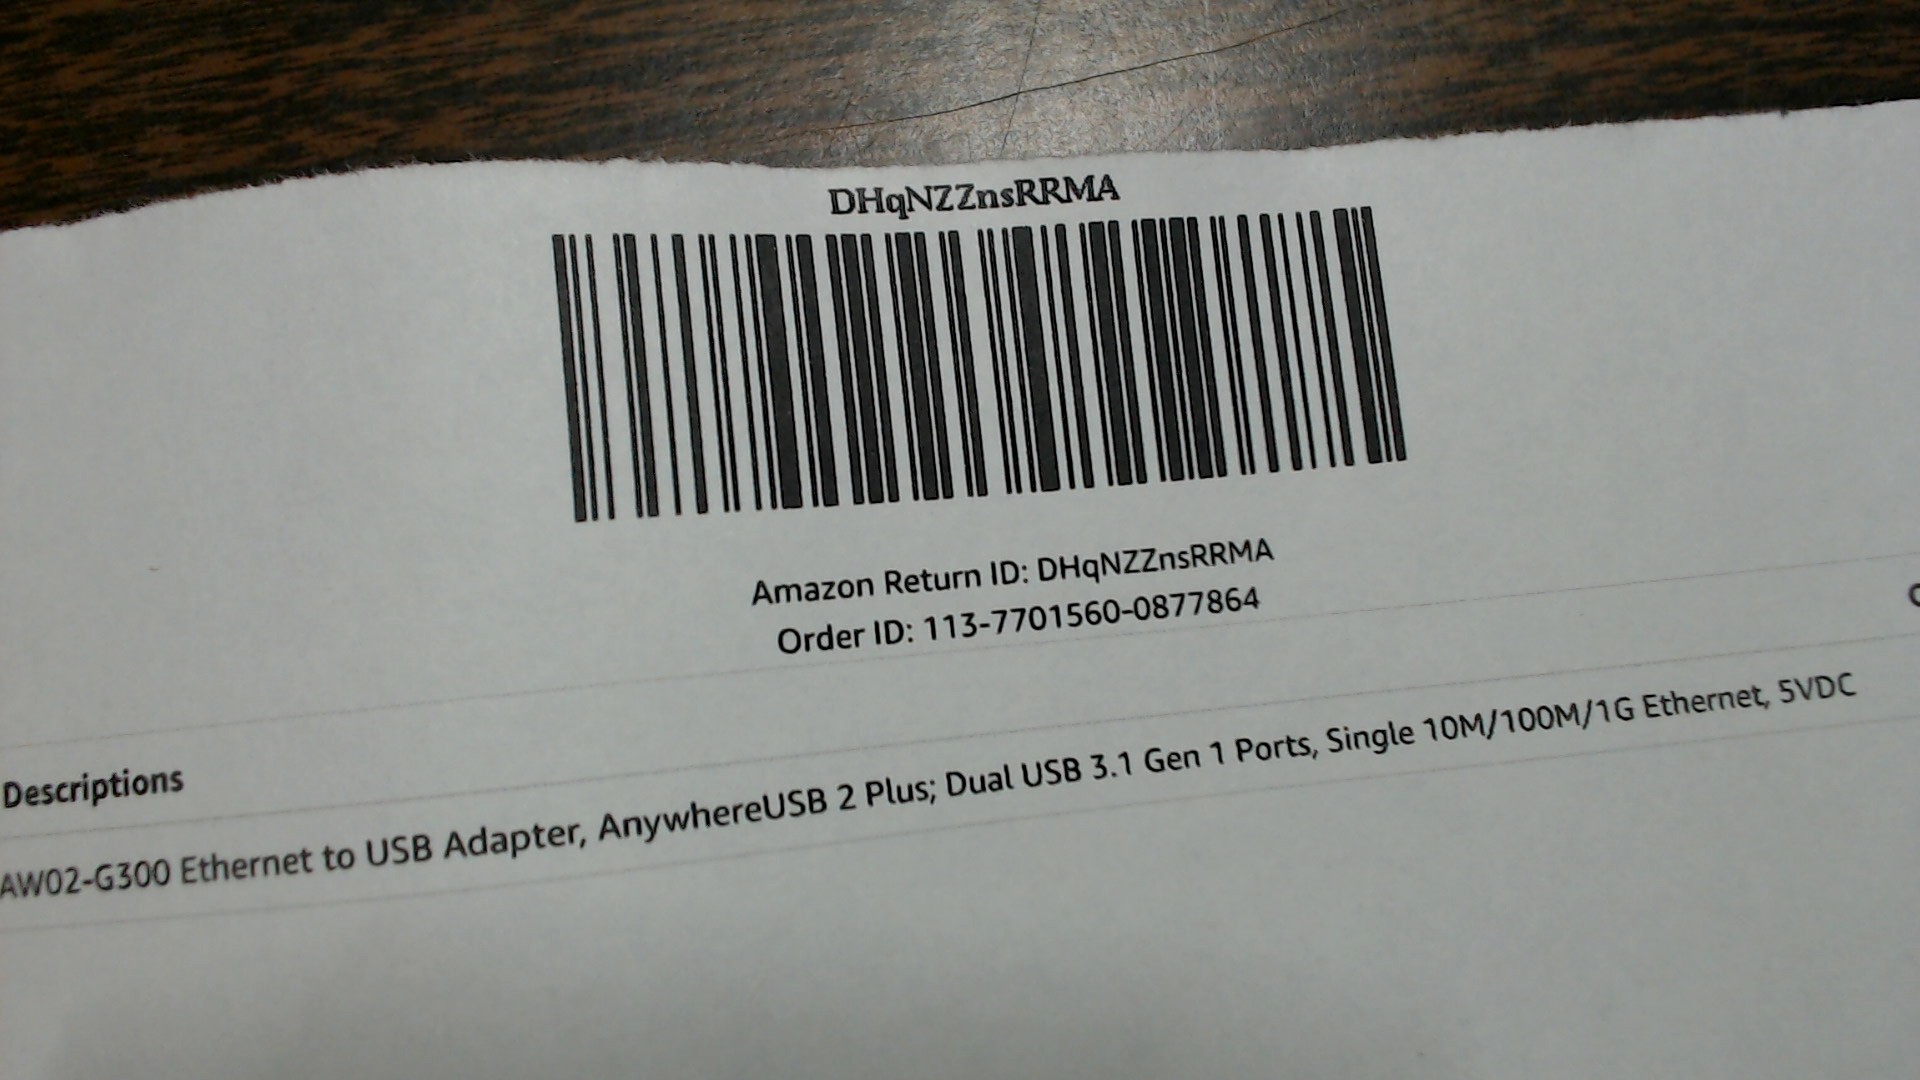 DHqNZZnsRRMA
Amazon Return ID: DHqNZZnsRRMA
Order ID: 113-7701560-0877864
Descriptions
AW02-G300 Ethernet to USB Adapter, AnywhereUSB 2 Plus; Dual USB 3.1 Gen 1 Ports, Single 10M/100M/1G Ethernet, 5VDC